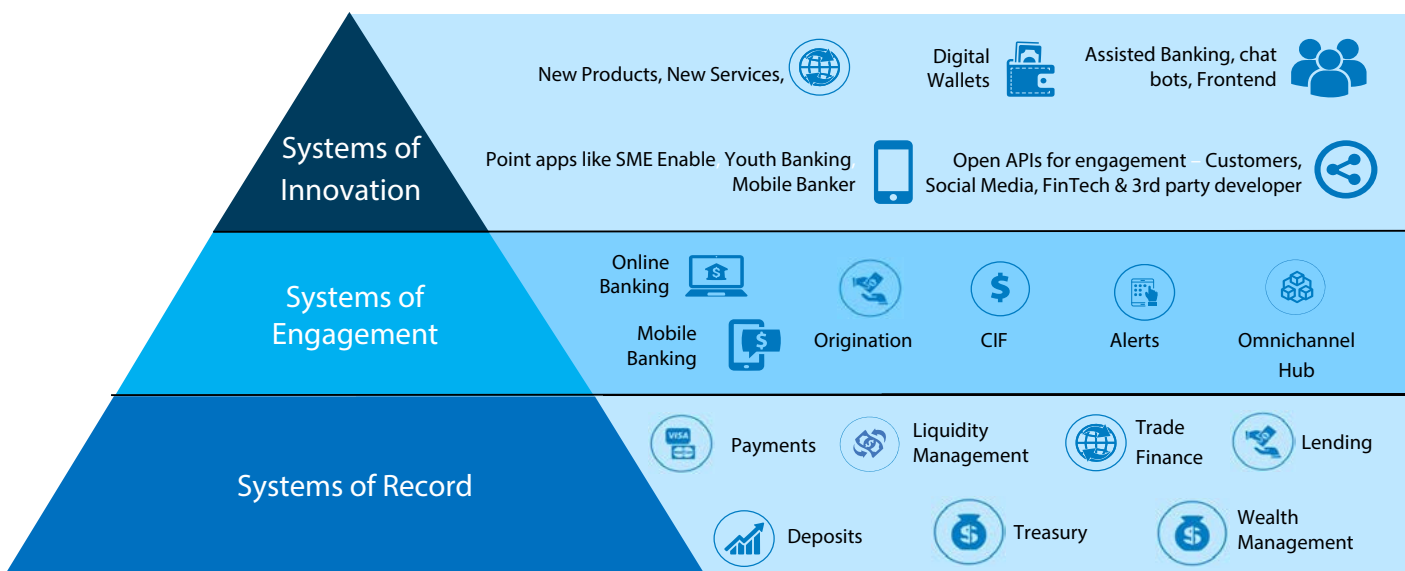 New Products, New Services,
Digital
Wallets
Assisted Banking, chat
bots, Frontend
Systems of
Innovation
Point apps like SME Enable, Youth Banking,
Mobile Banker
Open APIs for engagement – Customers,
Social Media, FinTech & 3rd party developer
Systems of
Engagement
Online
Banking
Mobile
Banking
Origination
CIF
Alerts
Omnichannel
Hub
Systems of Record
VISA
Payments
Liquidity
Management
Trade
Finance
Lending
Deposits
Treasury
Wealth
Management